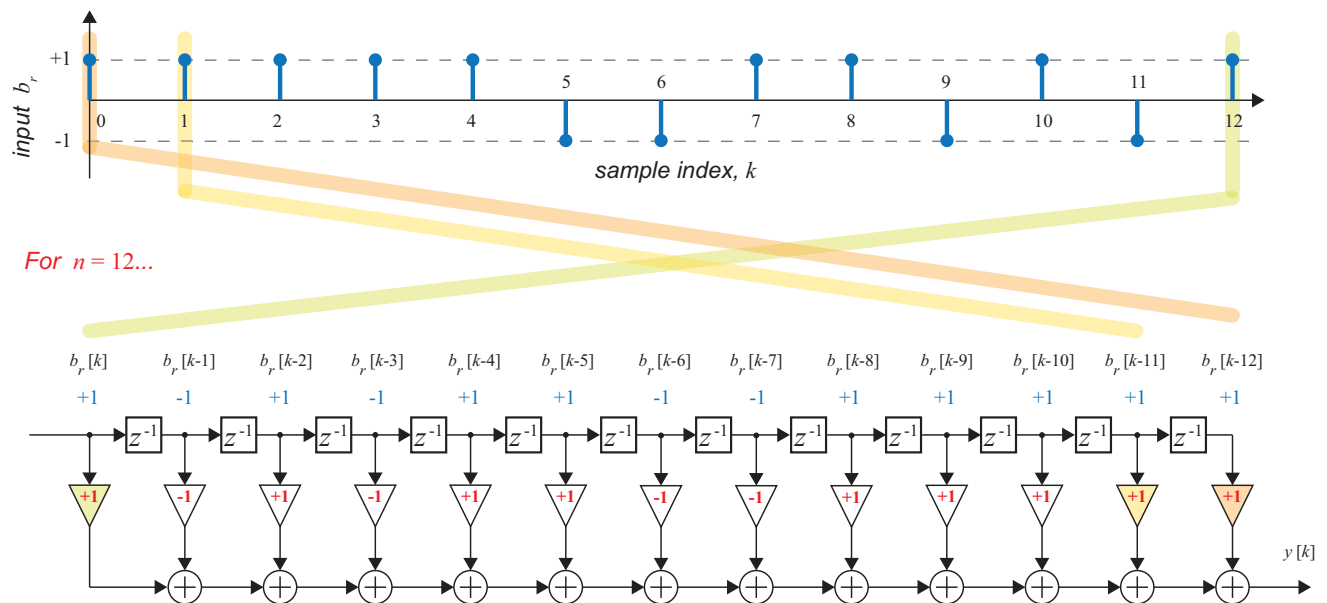 input b_r
+1
-1
5 6 9 11
0 1 2 3 4 7 8 10 12
sample index, k
For n = 12...
b_r[k] b_r[k-1] b_r[k-2] b_r[k-3] b_r[k-4] b_r[k-5] b_r[k-6] b_r[k-7] b_r[k-8] b_r[k-9] b_r[k-10] b_r[k-11] b_r[k-12]
+1 -1 +1 -1 +1 +1 -1 -1 +1 +1 +1 +1 +1
z⁻¹ z⁻¹ z⁻¹ z⁻¹ z⁻¹ z⁻¹ z⁻¹ z⁻¹ z⁻¹ z⁻¹ z⁻¹ z⁻¹
+1 -1 +1 -1 +1 +1 -1 -1 +1 +1 +1 +1 +1
y[k]